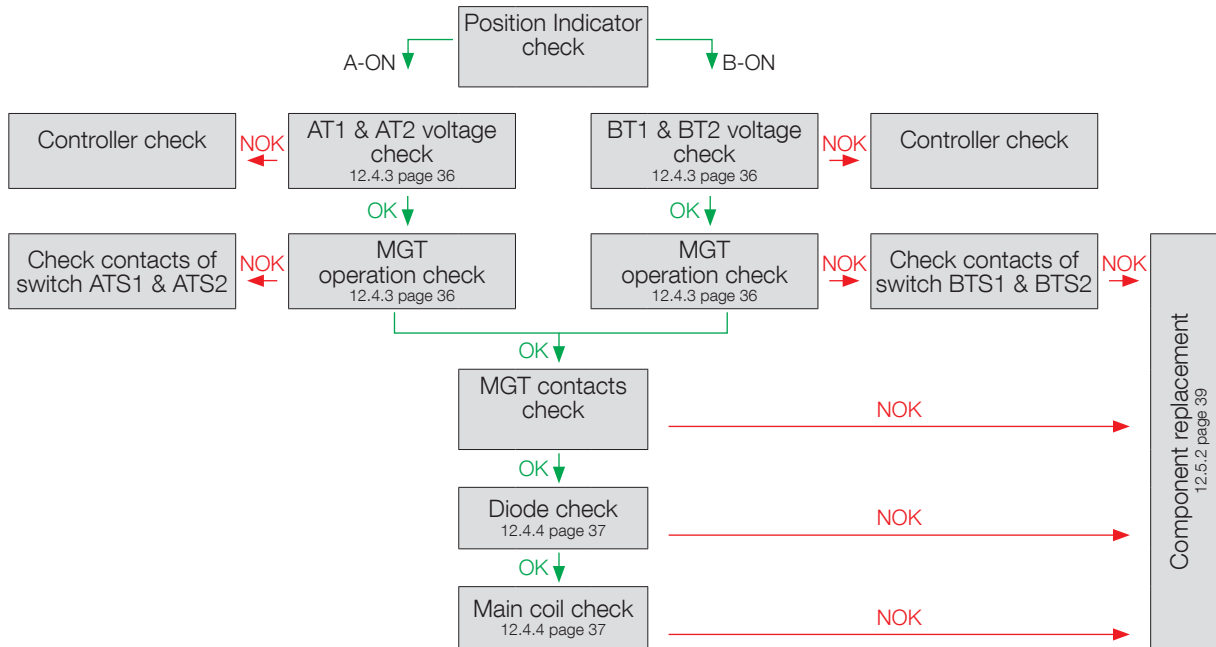 Position Indicator
check
A-ON
B-ON
Controller check
NOK
AT1 & AT2 voltage
check
12.4.3 page 36
BT1 & BT2 voltage
check
12.4.3 page 36
NOK
Controller check
OK
OK
Check contacts of
switch ATS1 & ATS2
NOK
MGT
operation check
12.4.3 page 36
MGT
operation check
12.4.3 page 36
NOK
Check contacts of
switch BTS1 & BTS2
NOK
OK
MGT contacts
check
NOK
OK
Diode check
12.4.4 page 37
NOK
OK
Main coil check
12.4.4 page 37
NOK
Component replacement
12.5.2 page 39